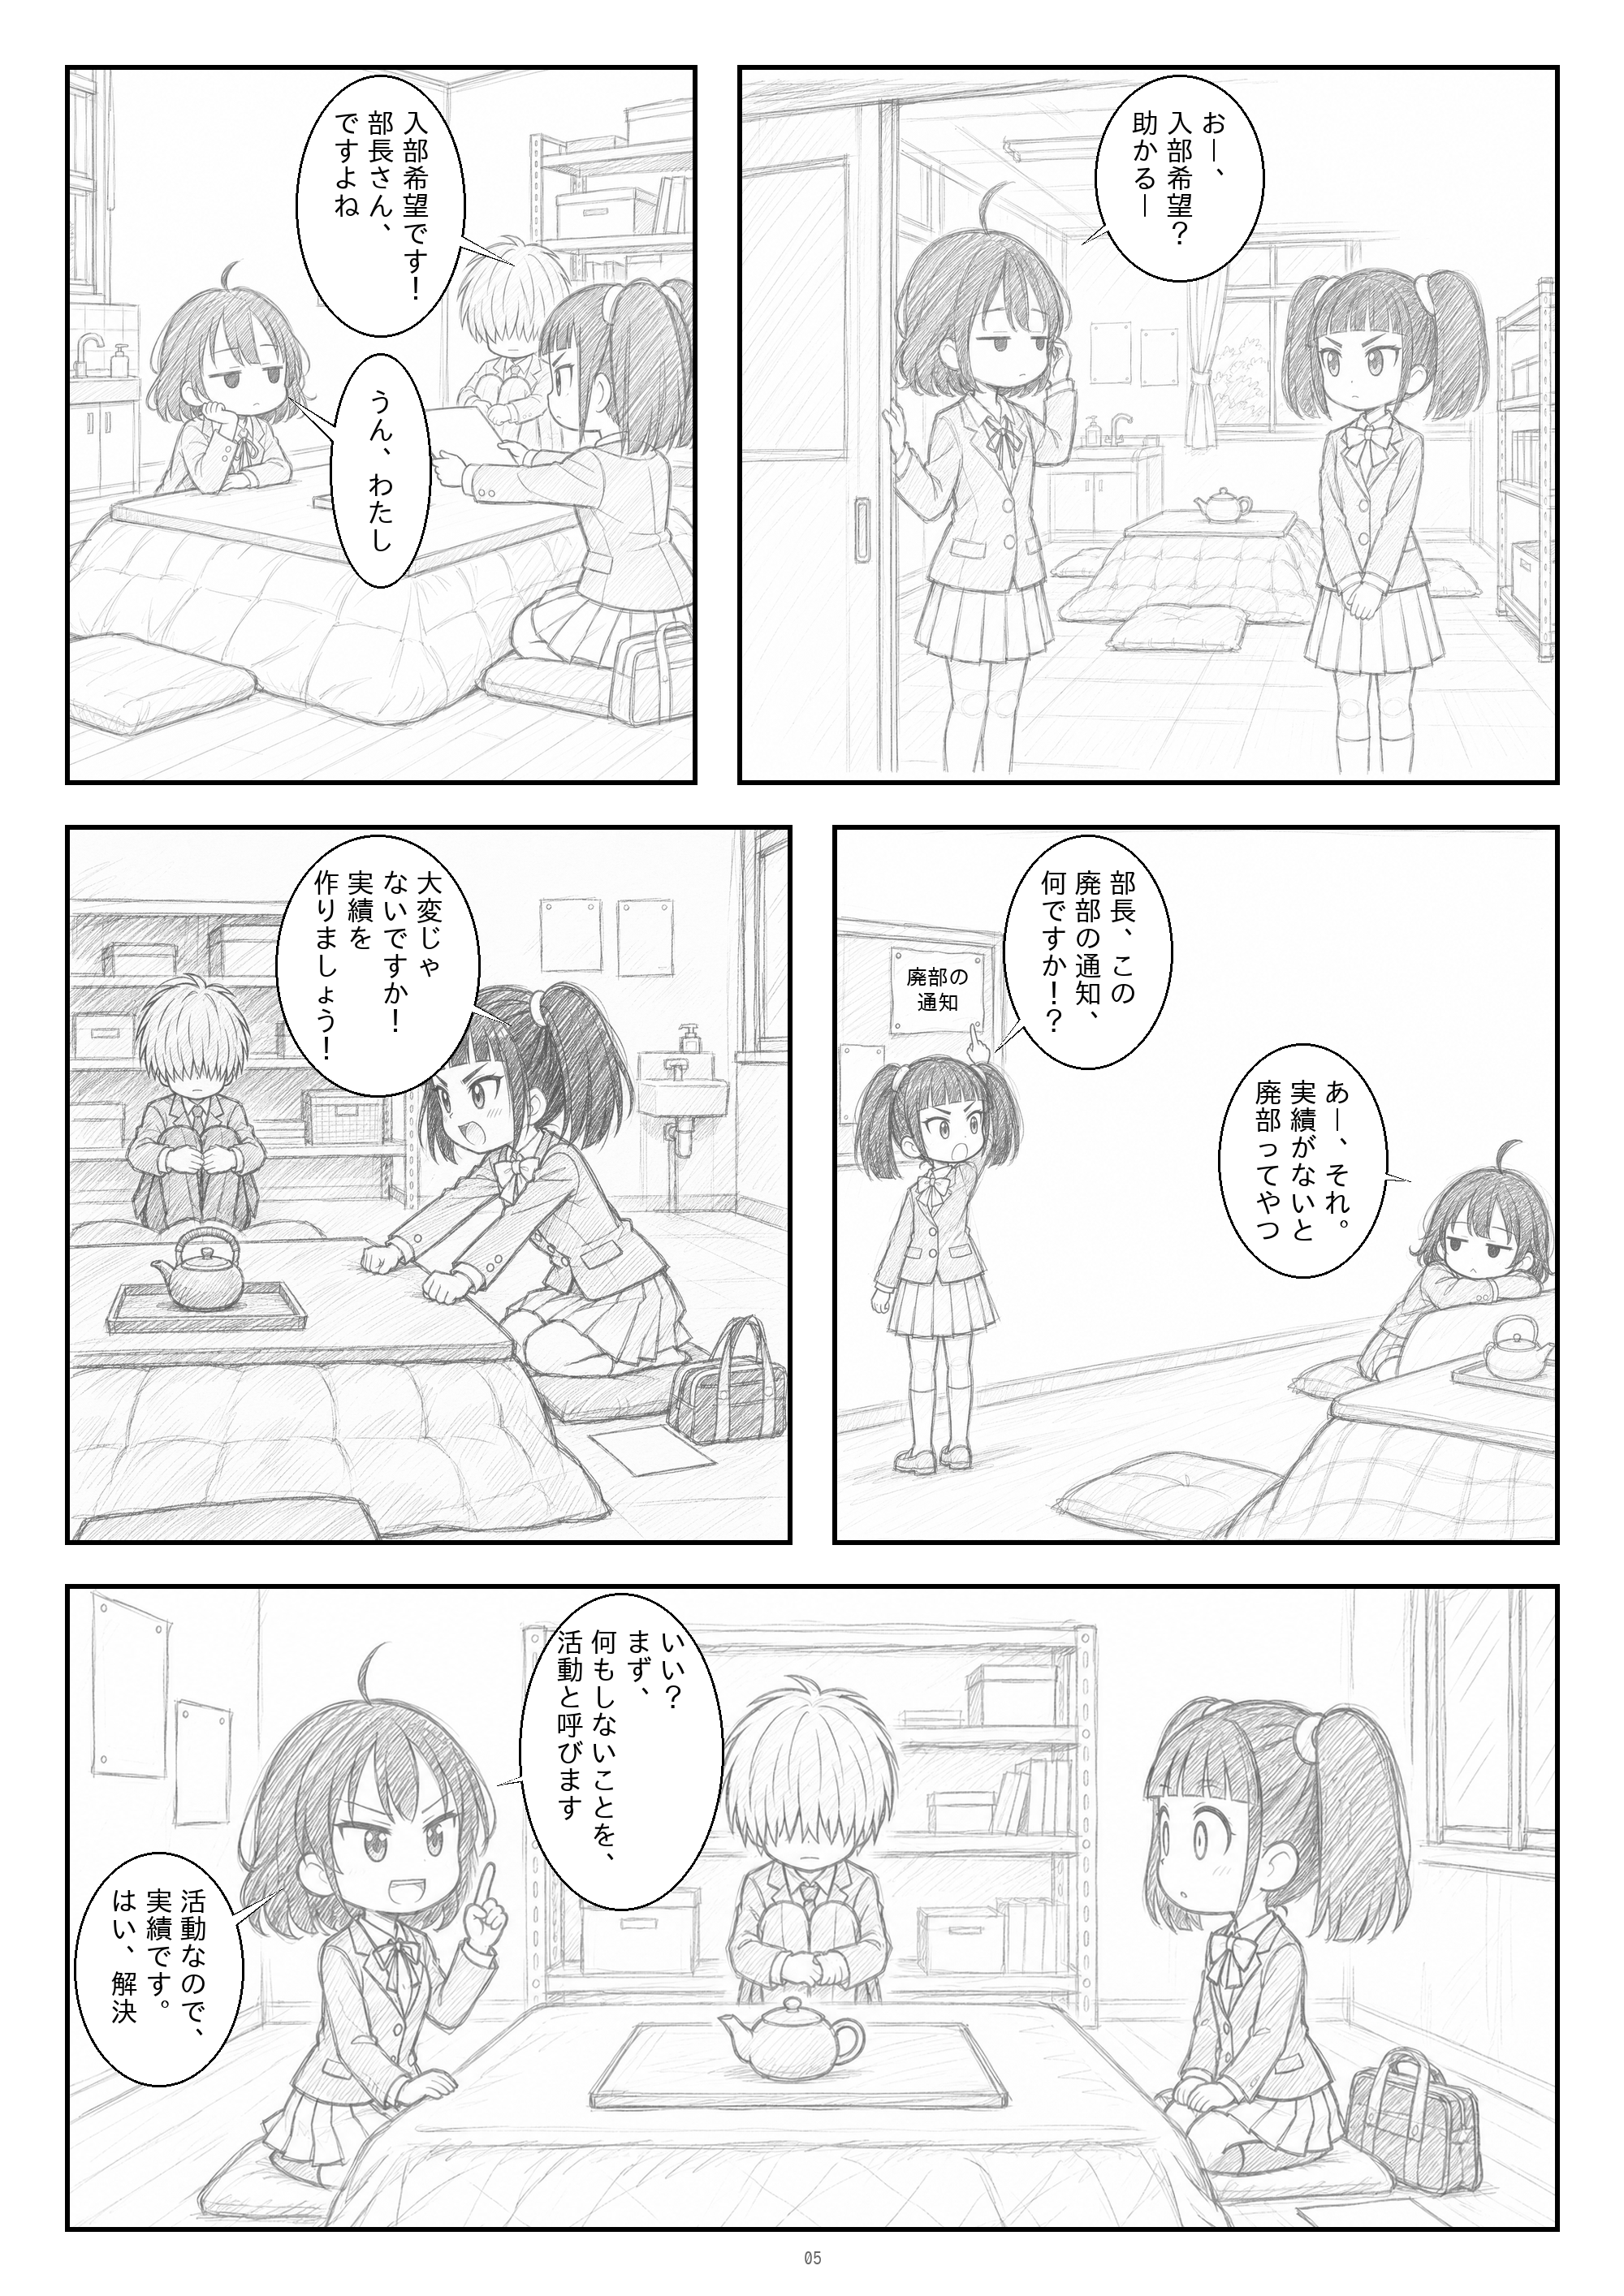 おー、
入部希望？
助かるー
入部希望です！
部長さん、
ですよね
うん、わたし
部長、この
廃部の通知、
何ですか！？
廃部の
通知
あー、それ。
実績がないと
廃部ってやつ
大変じゃ
ないですか！
実績を
作りましょう！
いい？
まず、
何もしないことを、
活動と呼びます
活動なので、
実績です。
はい、解決
05